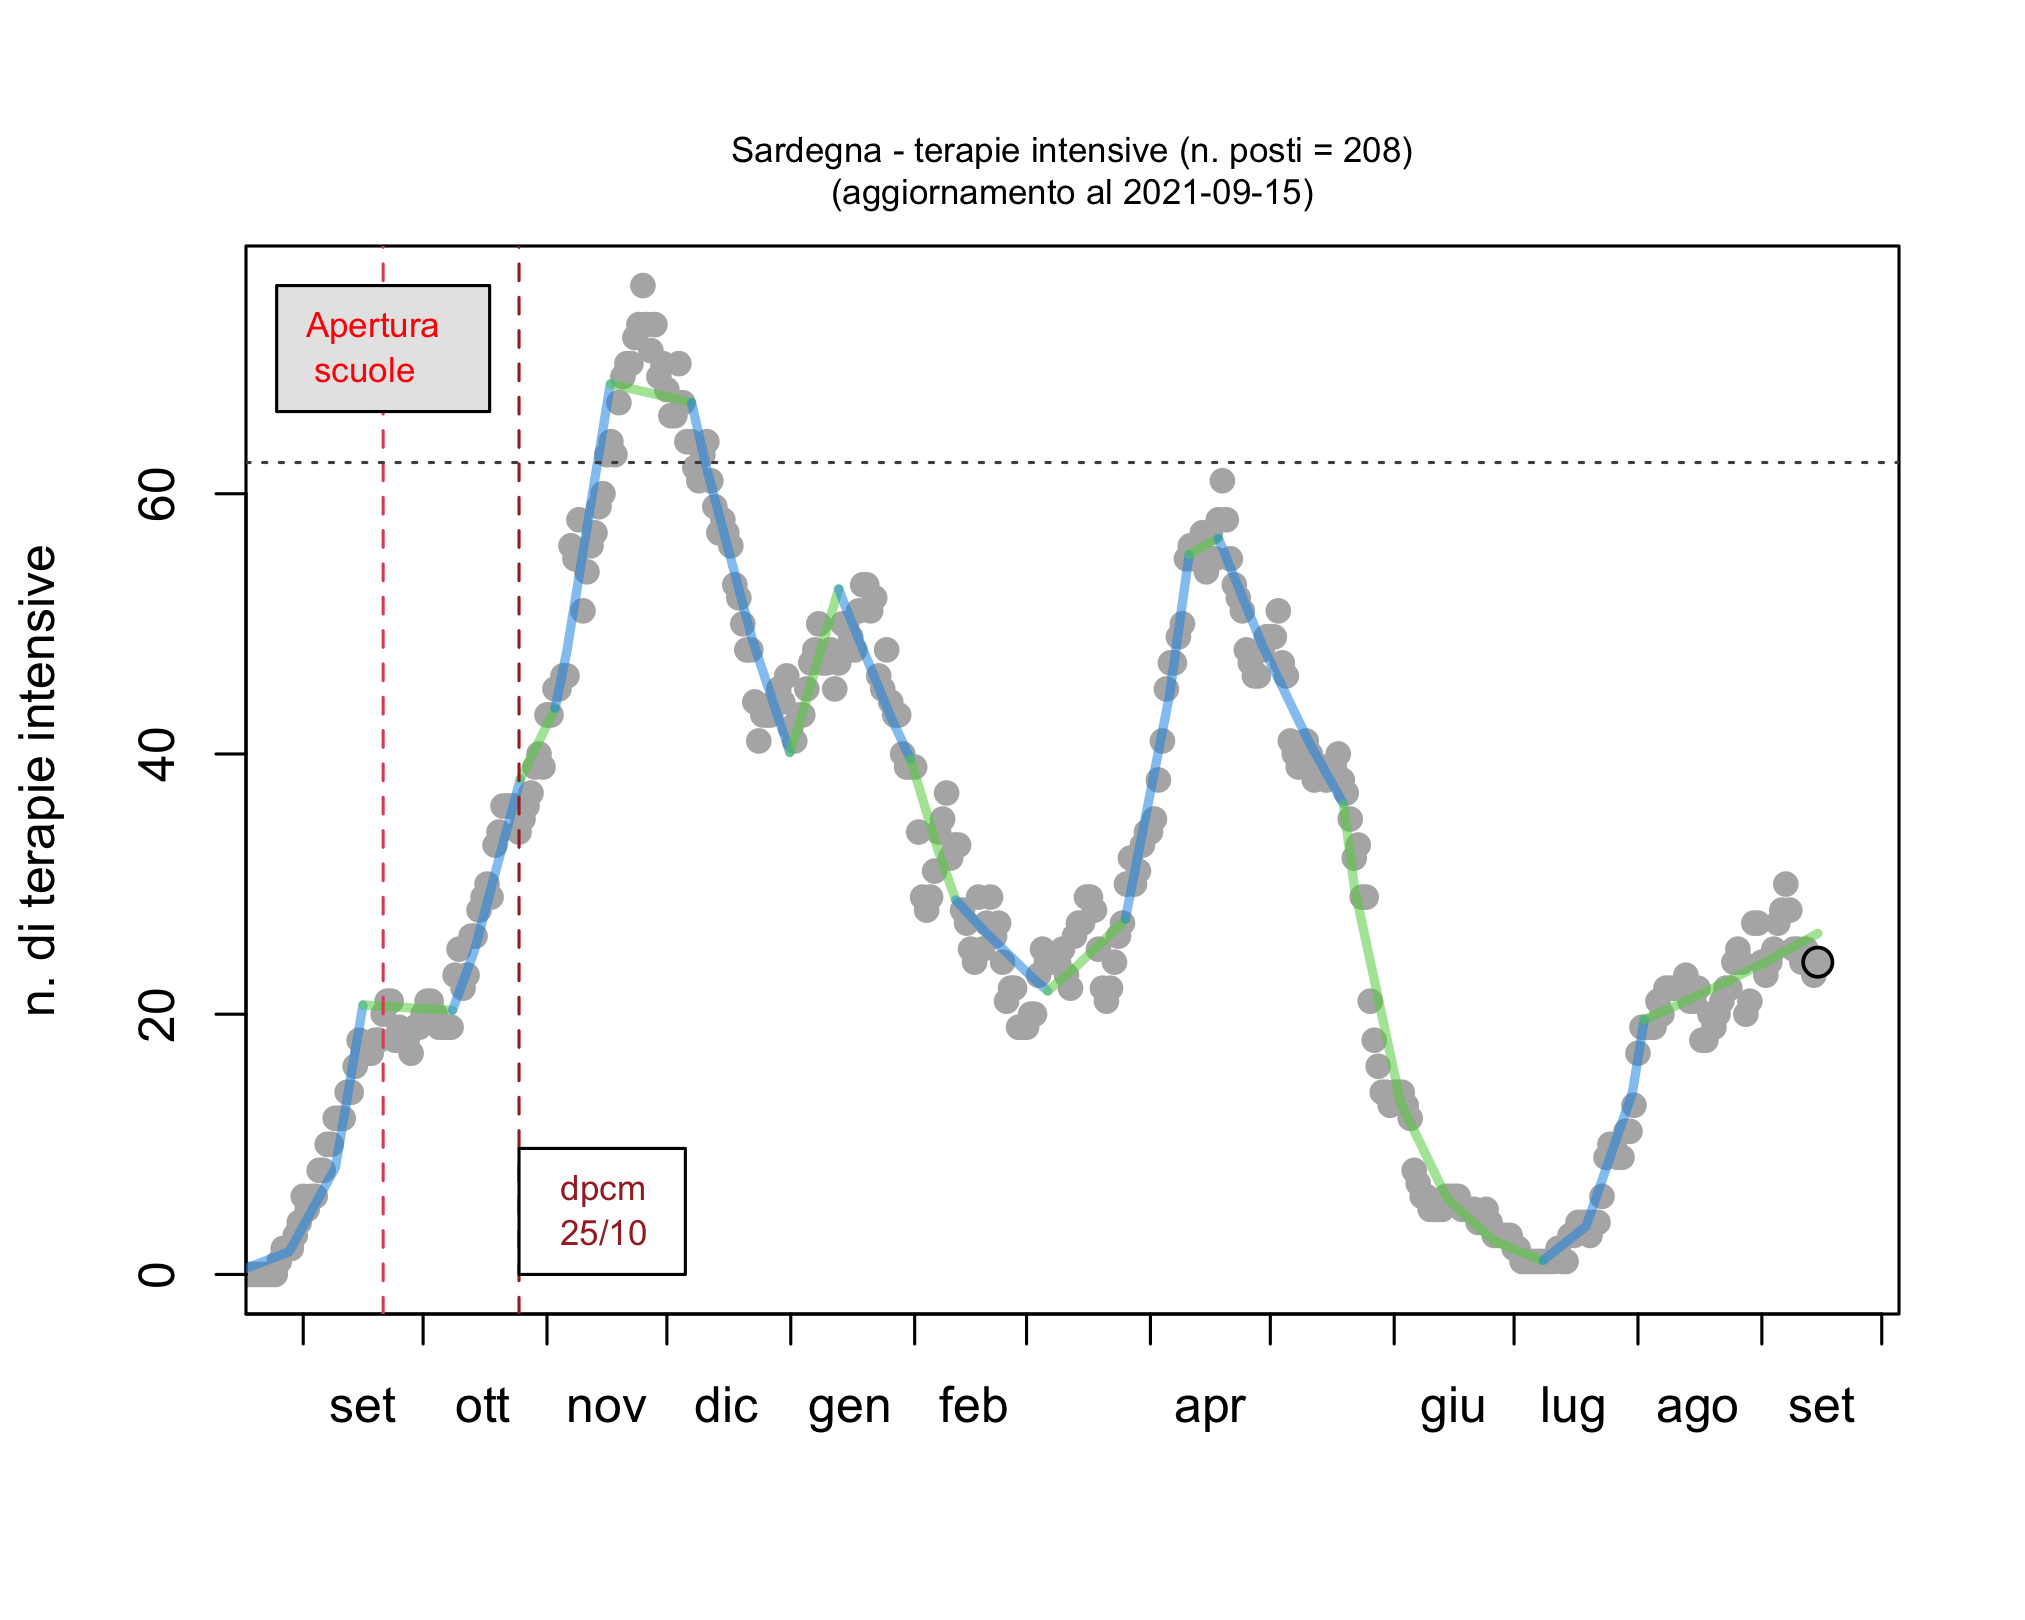 Sardegna - terapie intensive (n. posti = 208)
(aggiornamento al 2021-09-15)
n. di terapie intensive
60
40
20
0
Apertura
scuole
dpcm
25/10
set ott nov dic gen feb apr giu lug ago set